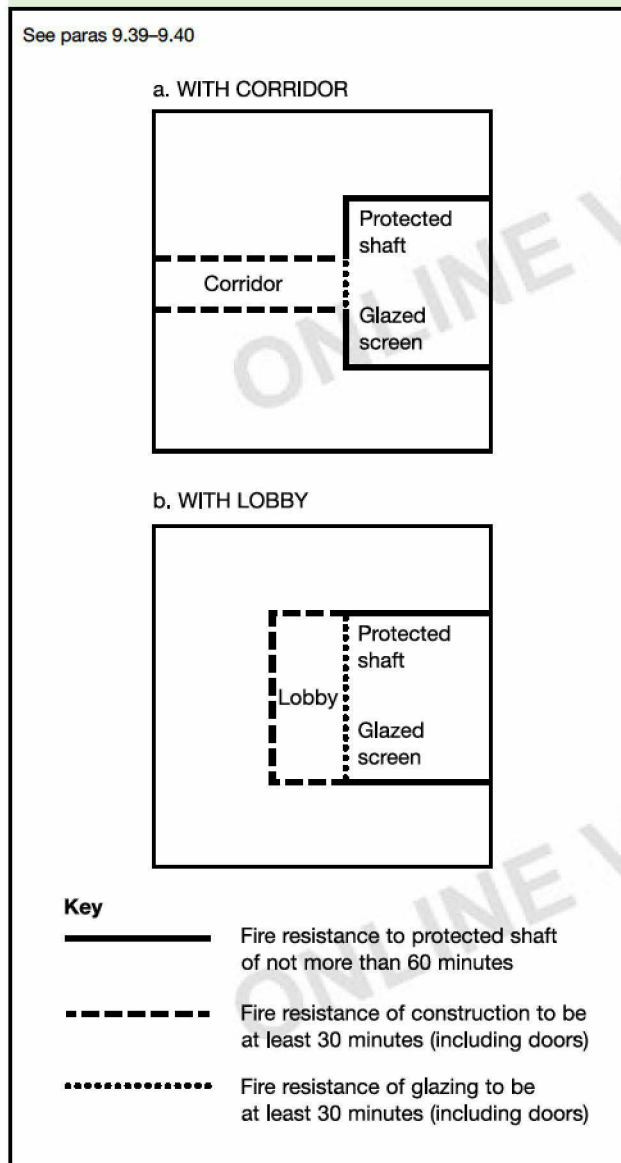 See paras 9.39–9.40
a. WITH CORRIDOR
Protected
shaft
Corridor
Glazed
screen
ONLINE V
b. WITH LOBBY
Protected
shaft
Lobby
Glazed
screen
ONLINE V
Key
Fire resistance to protected shaft
of not more than 60 minutes
Fire resistance of construction to be
at least 30 minutes (including doors)
Fire resistance of glazing to be
at least 30 minutes (including doors)